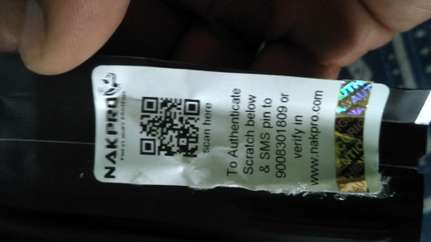 NAKPRO
scan here
To Authenticate
Scratch below
& SMS pin to
9008301809 or
verify in
www.nakpro.com